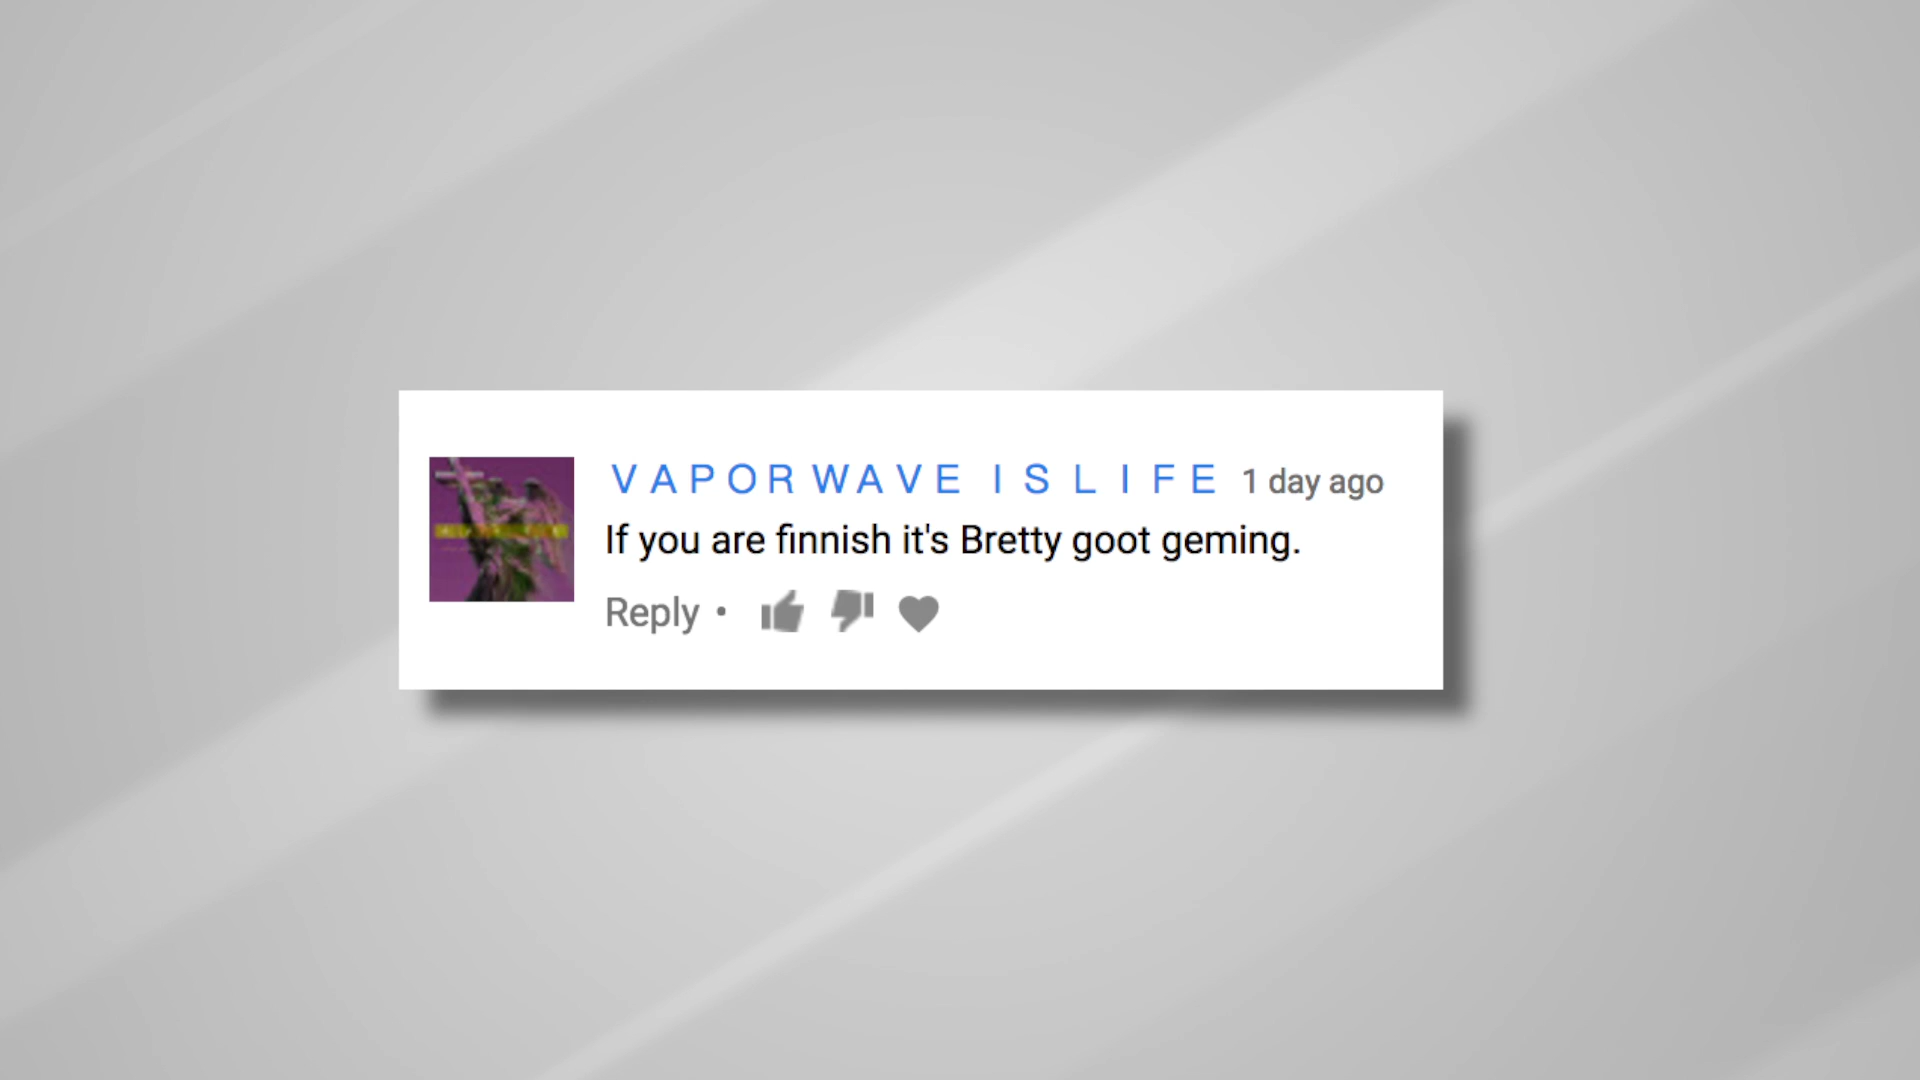 V A P O R W A V E I S L I F E 1 day ago
If you are finnish it's Bretty goot geming.
Reply •